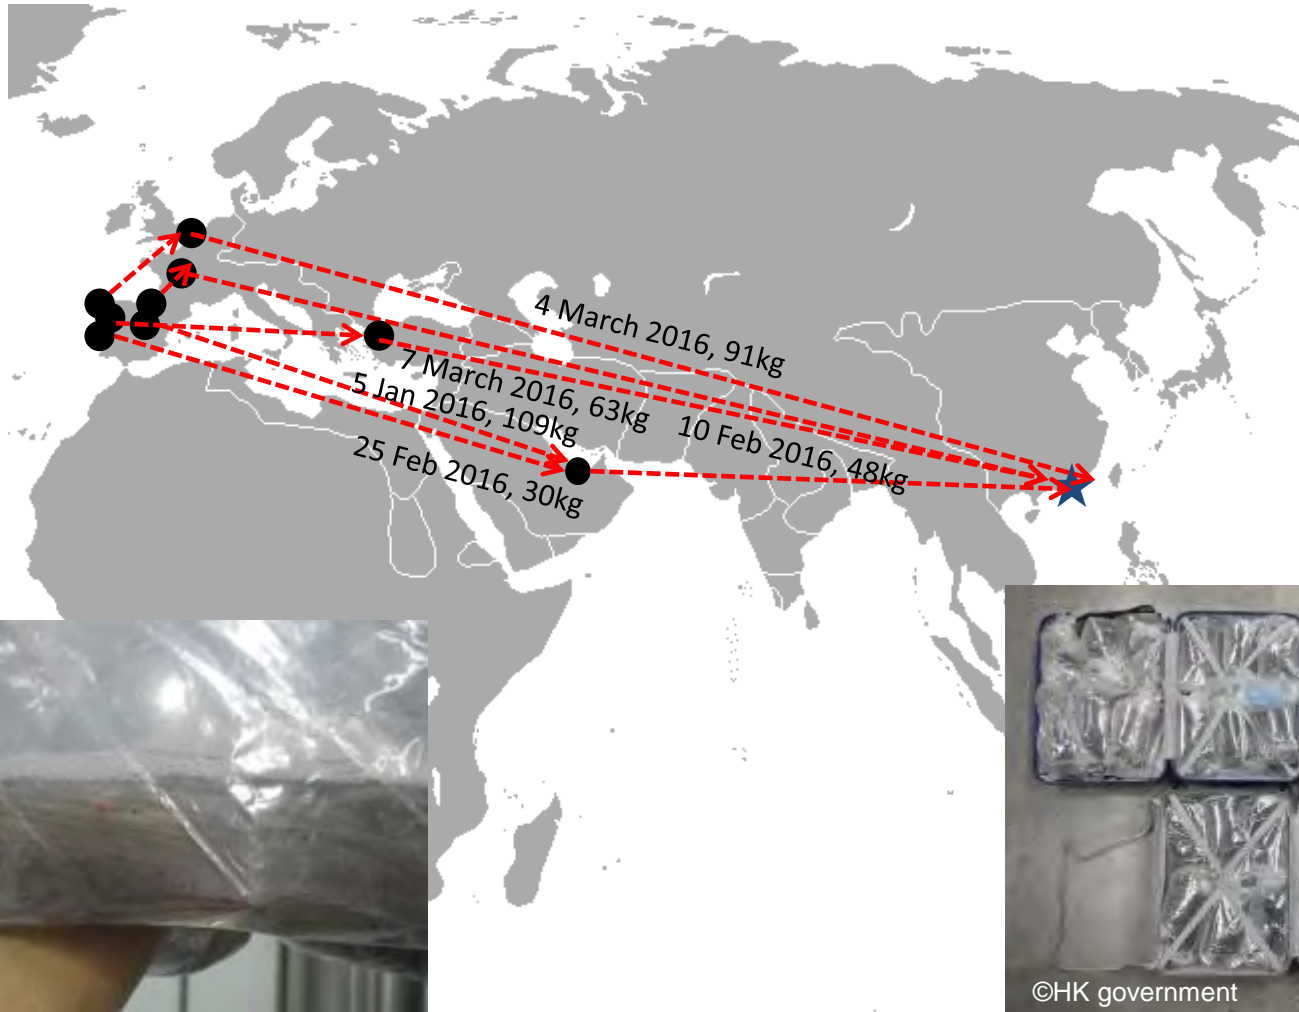 4 March 2016, 91kg
7 March 2016, 63kg
5 Jan 2016, 109kg
10 Feb 2016, 48kg
25 Feb 2016, 30kg
©HK government